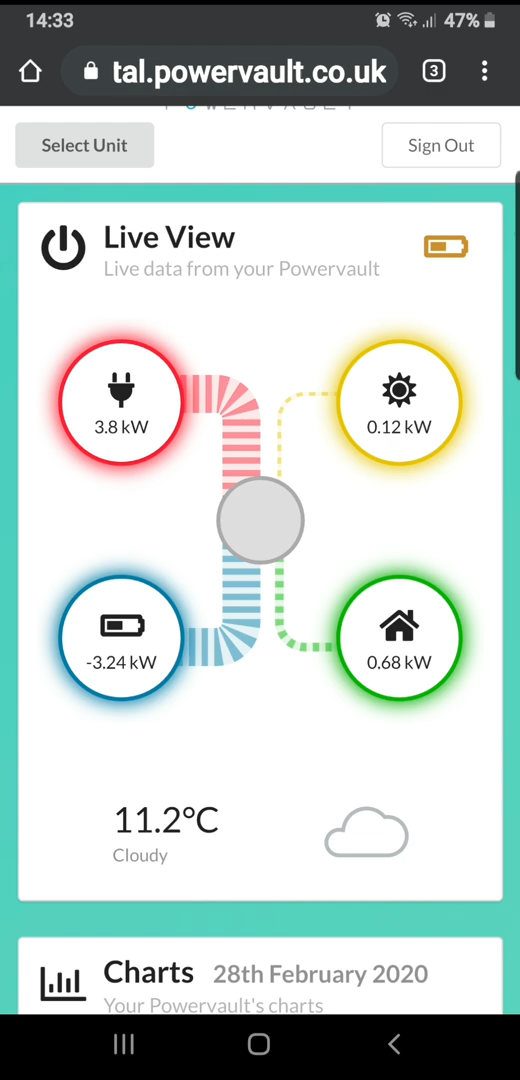 14:33 47%
tal.powervault.co.uk 3
POWERVAULT
Select Unit Sign Out
Live View
Live data from your Powervault
3.8 kW 0.12 kW
-3.24 kW 0.68 kW
11.2°C
Cloudy
Charts 28th February 2020
Your Powervault's charts